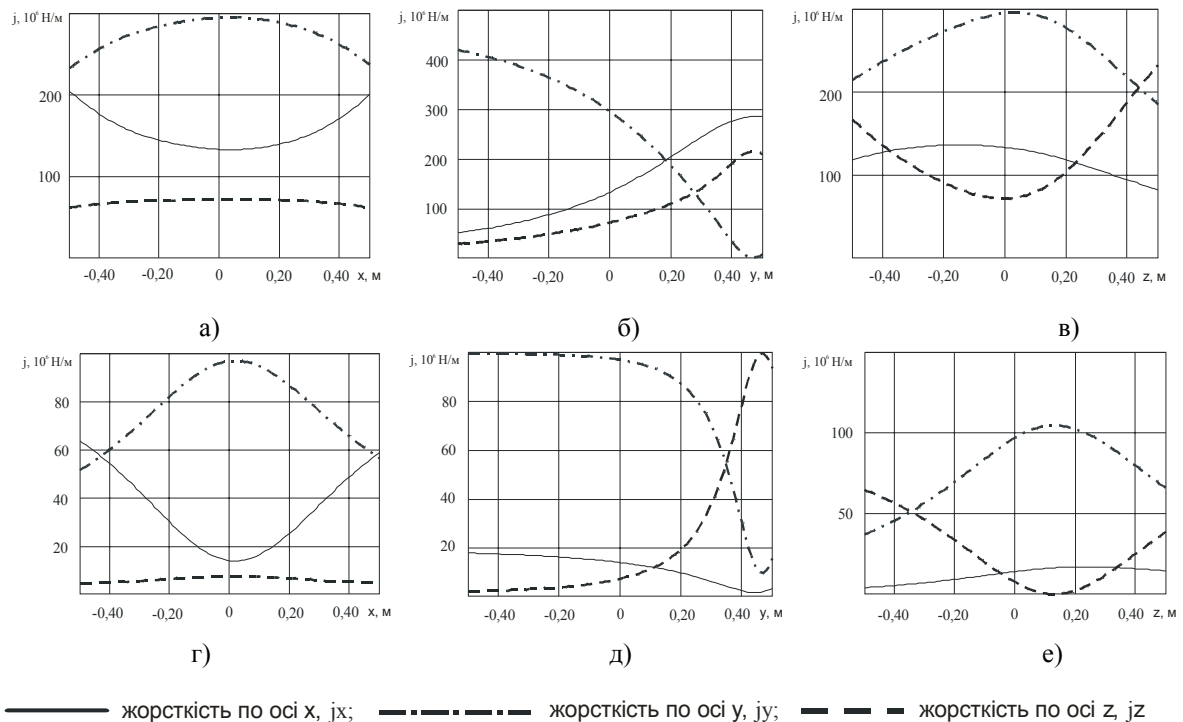 j, 10⁶ Н/м
200
100
-0,40 -0,20 0 0,20 0,40 x, м
а)
j, 10⁶ Н/м
400
300
200
100
-0,40 -0,20 0 0,20 0,40 y, м
б)
j, 10⁶ Н/м
200
100
-0,40 -0,20 0 0,20 0,40 z, м
в)
j, 10⁶ Н/м
80
60
40
20
-0,40 -0,20 0 0,20 0,40 x, м
г)
j, 10⁶ Н/м
80
60
40
20
-0,40 -0,20 0 0,20 0,40 y, м
д)
j, 10⁶ Н/м
100
50
-0,40 -0,20 0 0,20 0,40 z, м
е)
жорсткість по осі x, jx; жорсткість по осі y, jy; жорсткість по осі z, jz